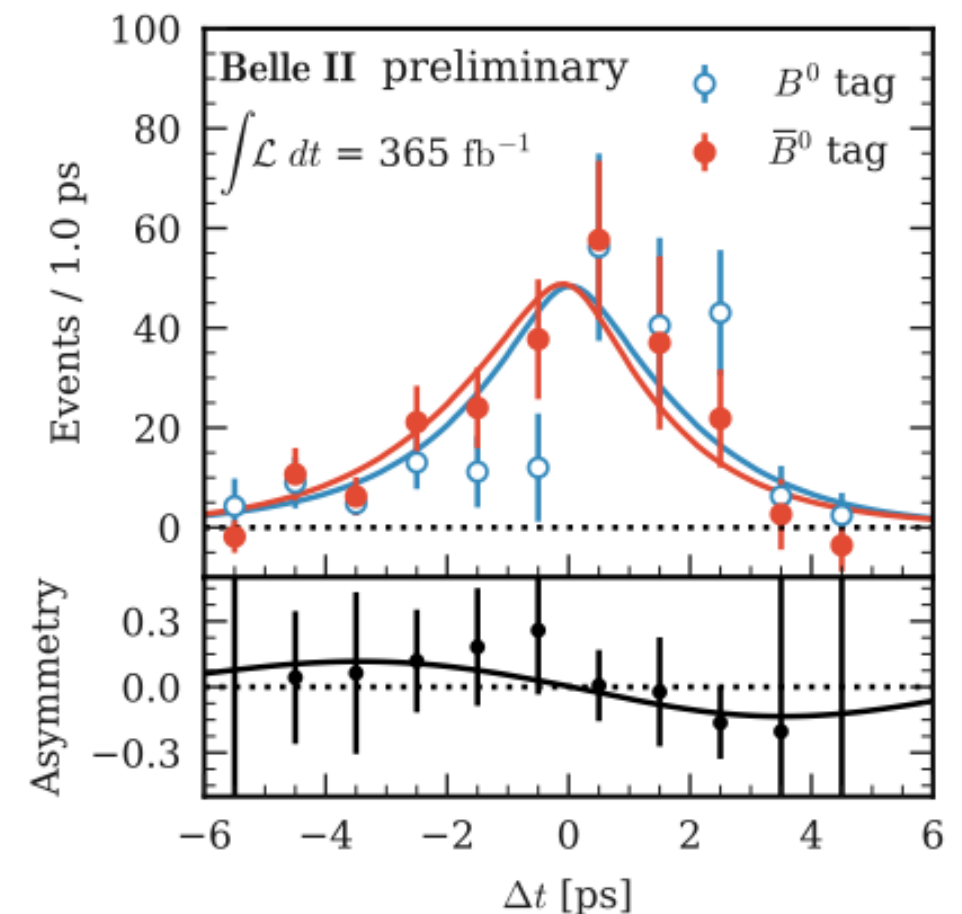 100
Belle II preliminary
B⁰ tag
80
∫ℒ dt = 365 fb⁻¹
B̅⁰ tag
60
40
20
0
Events / 1.0 ps
0.3
0.0
−0.3
Asymmetry
−6 −4 −2 0 2 4 6
Δt [ps]